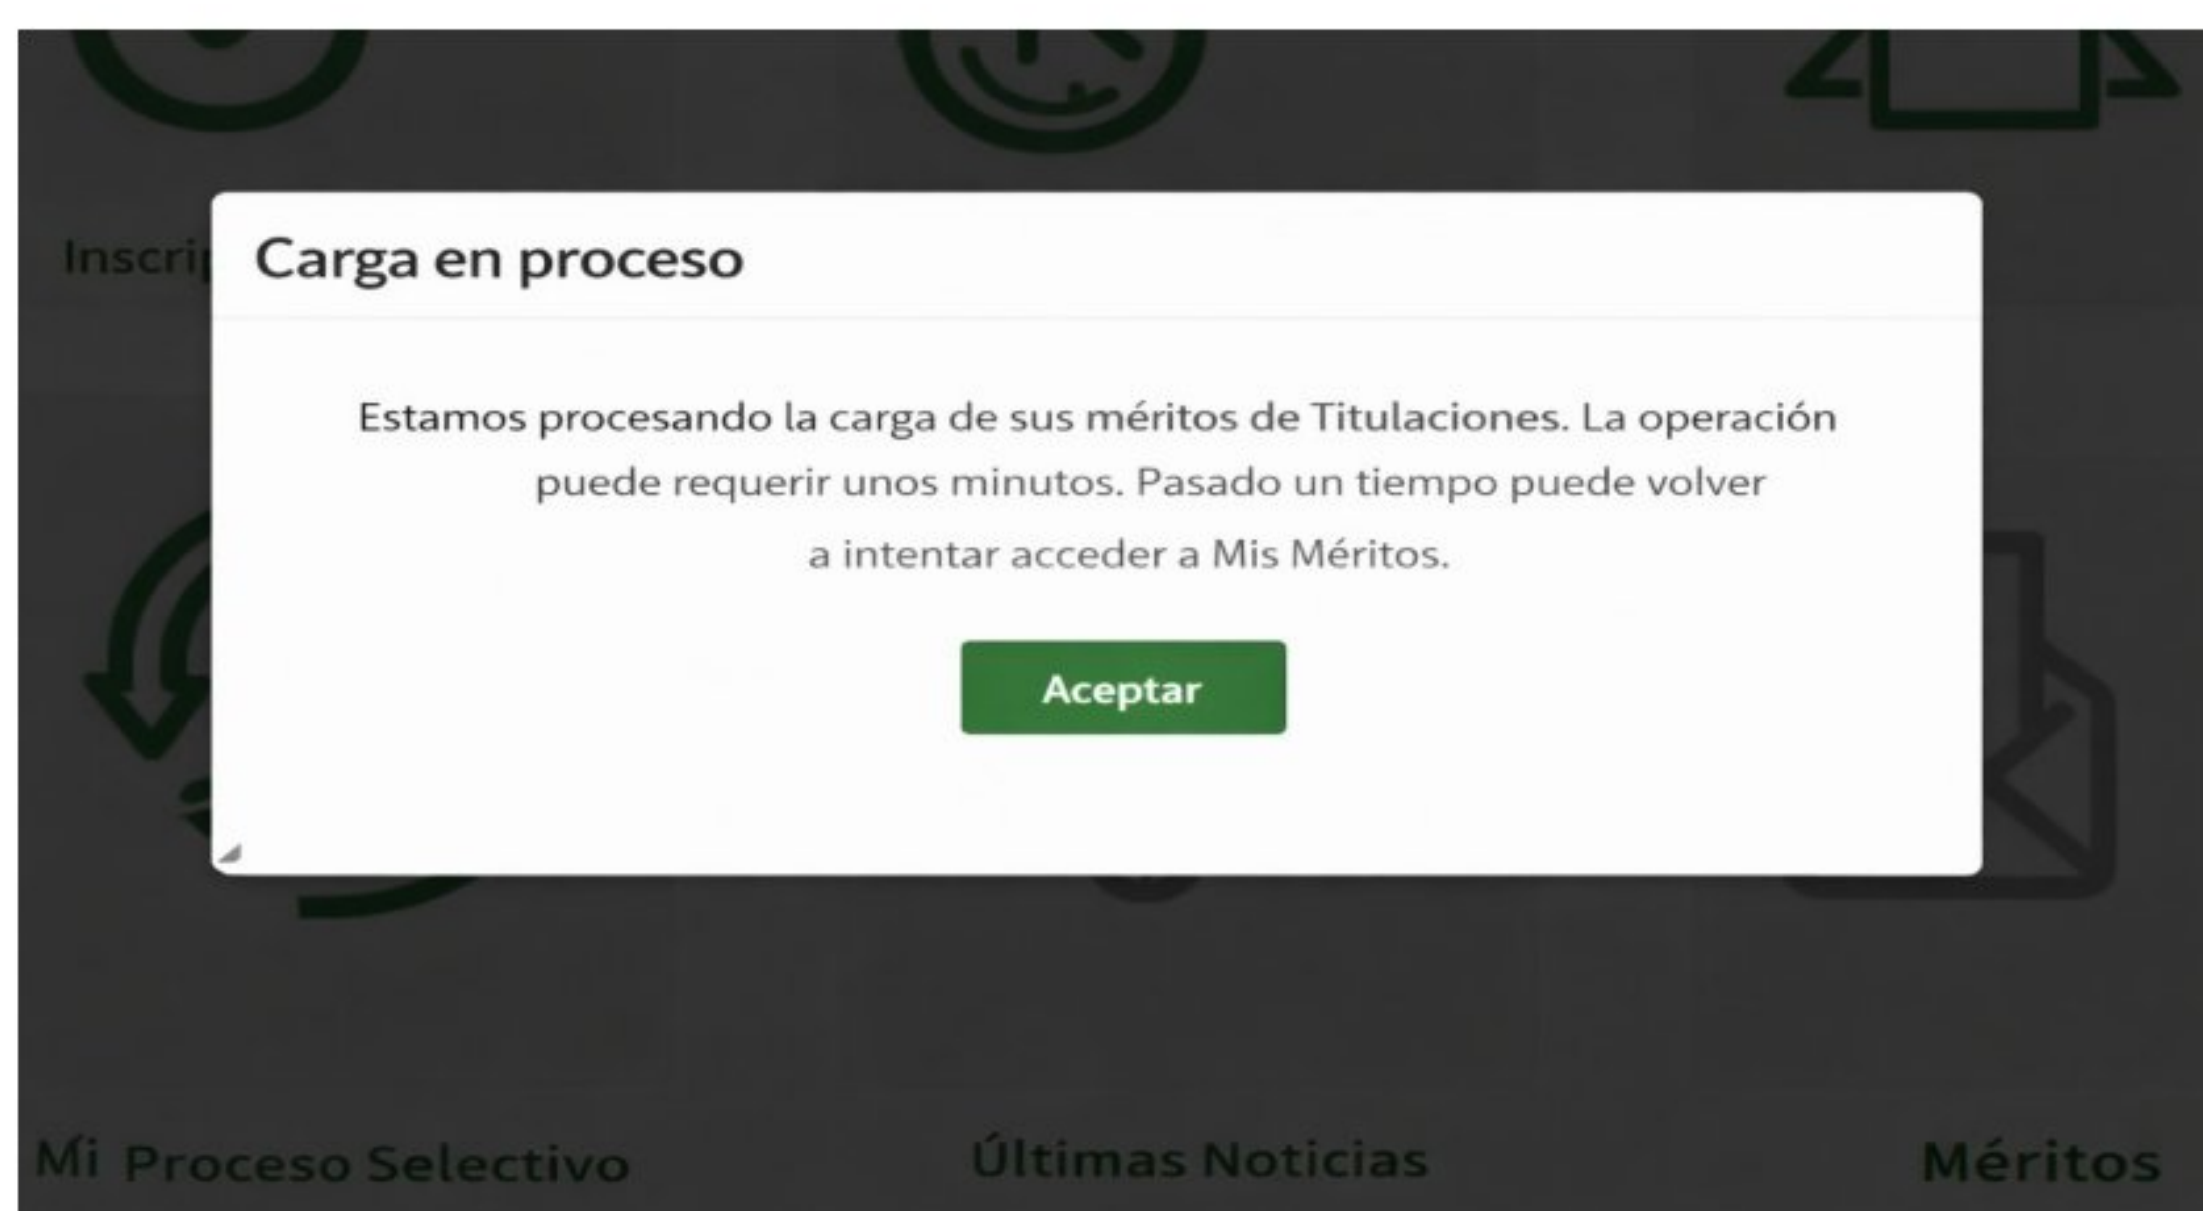 Inscrip
Carga en proceso
Estamos procesando la carga de sus méritos de Titulaciones. La operación
puede requerir unos minutos. Pasado un tiempo puede volver
a intentar acceder a Mis Méritos.
Aceptar
Mi Proceso Selectivo
Últimas Noticias
Méritos